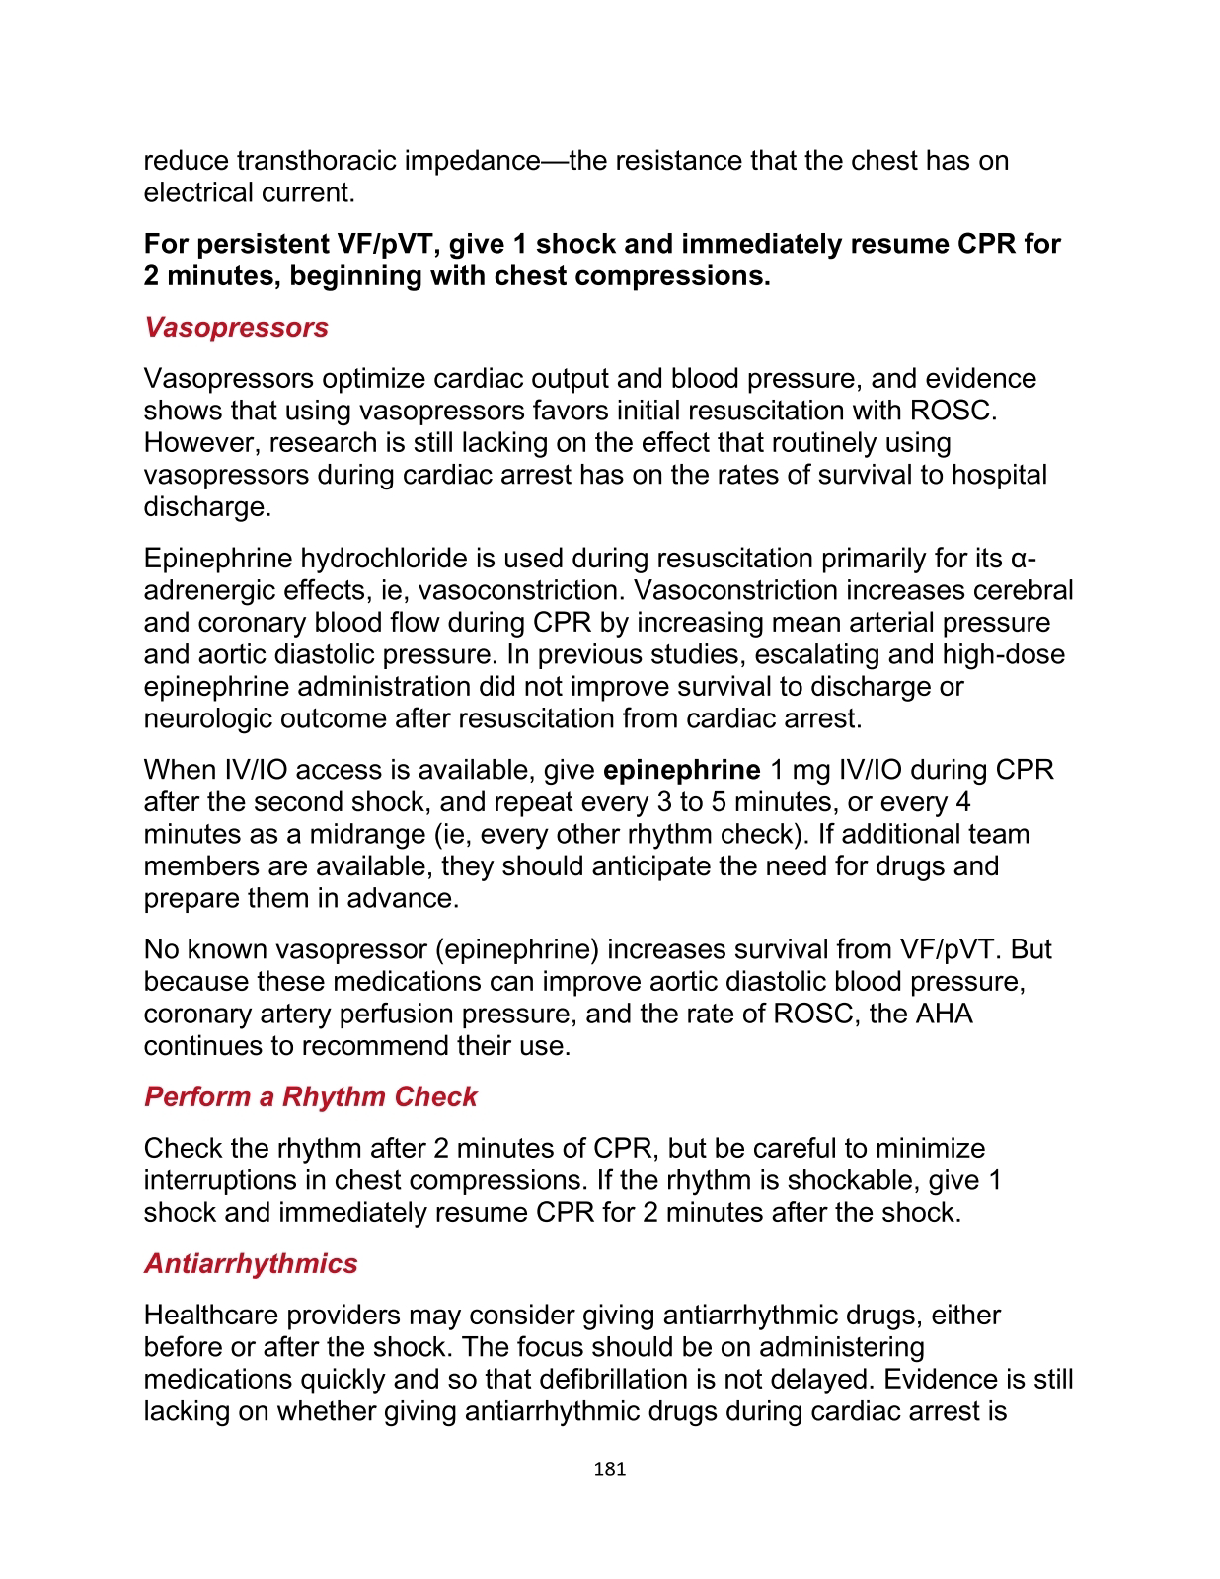 reduce transthoracic impedance—the resistance that the chest has on
electrical current.
For persistent VF/pVT, give 1 shock and immediately resume CPR for
2 minutes, beginning with chest compressions.
Vasopressors
Vasopressors optimize cardiac output and blood pressure, and evidence
shows that using vasopressors favors initial resuscitation with ROSC.
However, research is still lacking on the effect that routinely using
vasopressors during cardiac arrest has on the rates of survival to hospital
discharge.
Epinephrine hydrochloride is used during resuscitation primarily for its α-
adrenergic effects, ie, vasoconstriction. Vasoconstriction increases cerebral
and coronary blood flow during CPR by increasing mean arterial pressure
and aortic diastolic pressure. In previous studies, escalating and high-dose
epinephrine administration did not improve survival to discharge or
neurologic outcome after resuscitation from cardiac arrest.
When IV/IO access is available, give epinephrine 1 mg IV/IO during CPR
after the second shock, and repeat every 3 to 5 minutes, or every 4
minutes as a midrange (ie, every other rhythm check). If additional team
members are available, they should anticipate the need for drugs and
prepare them in advance.
No known vasopressor (epinephrine) increases survival from VF/pVT. But
because these medications can improve aortic diastolic blood pressure,
coronary artery perfusion pressure, and the rate of ROSC, the AHA
continues to recommend their use.
Perform a Rhythm Check
Check the rhythm after 2 minutes of CPR, but be careful to minimize
interruptions in chest compressions. If the rhythm is shockable, give 1
shock and immediately resume CPR for 2 minutes after the shock.
Antiarrhythmics
Healthcare providers may consider giving antiarrhythmic drugs, either
before or after the shock. The focus should be on administering
medications quickly and so that defibrillation is not delayed. Evidence is still
lacking on whether giving antiarrhythmic drugs during cardiac arrest is
181